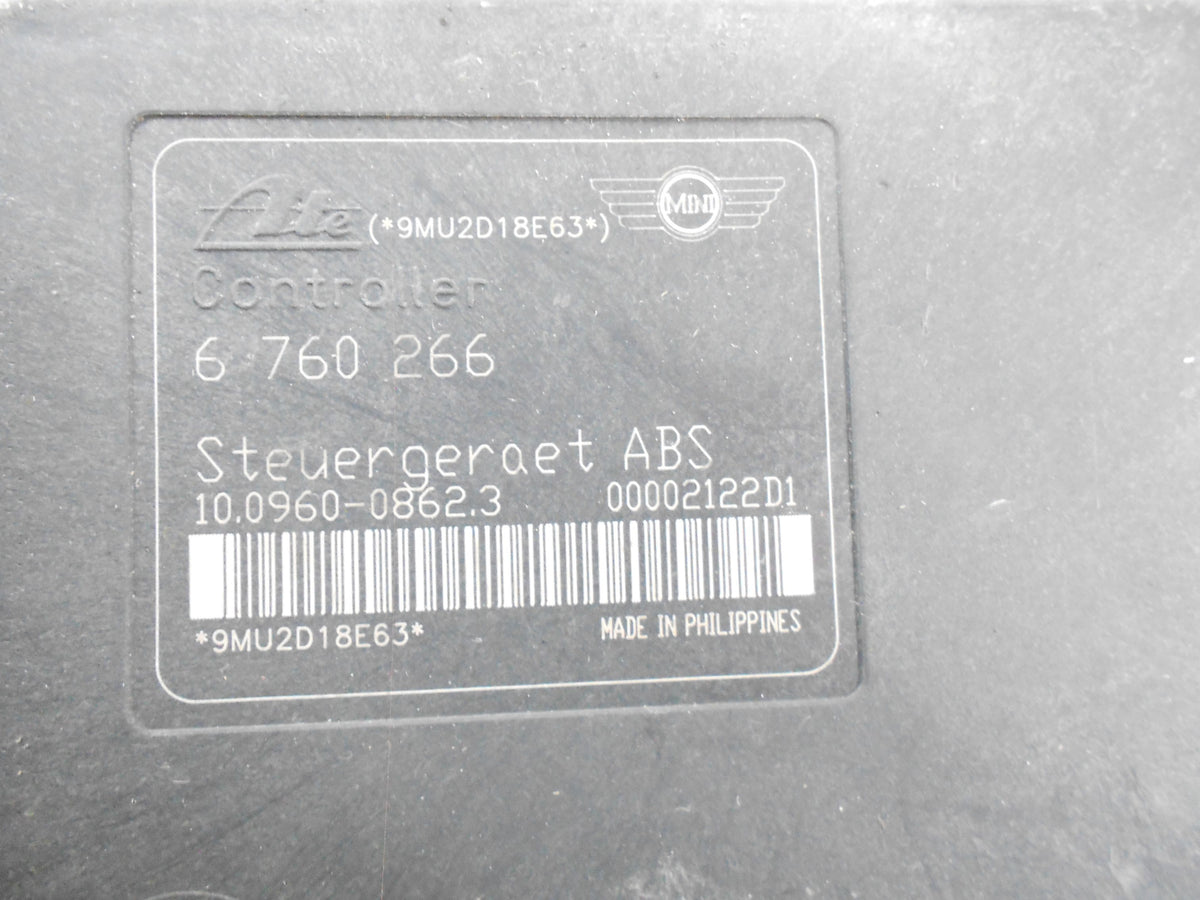 Ate (*9MU2D18E63*) MINI
Controller
6 760 266
Steuergeraet ABS
10.0960-0862.3 00002122D1
*9MU2D18E63* MADE IN PHILIPPINES